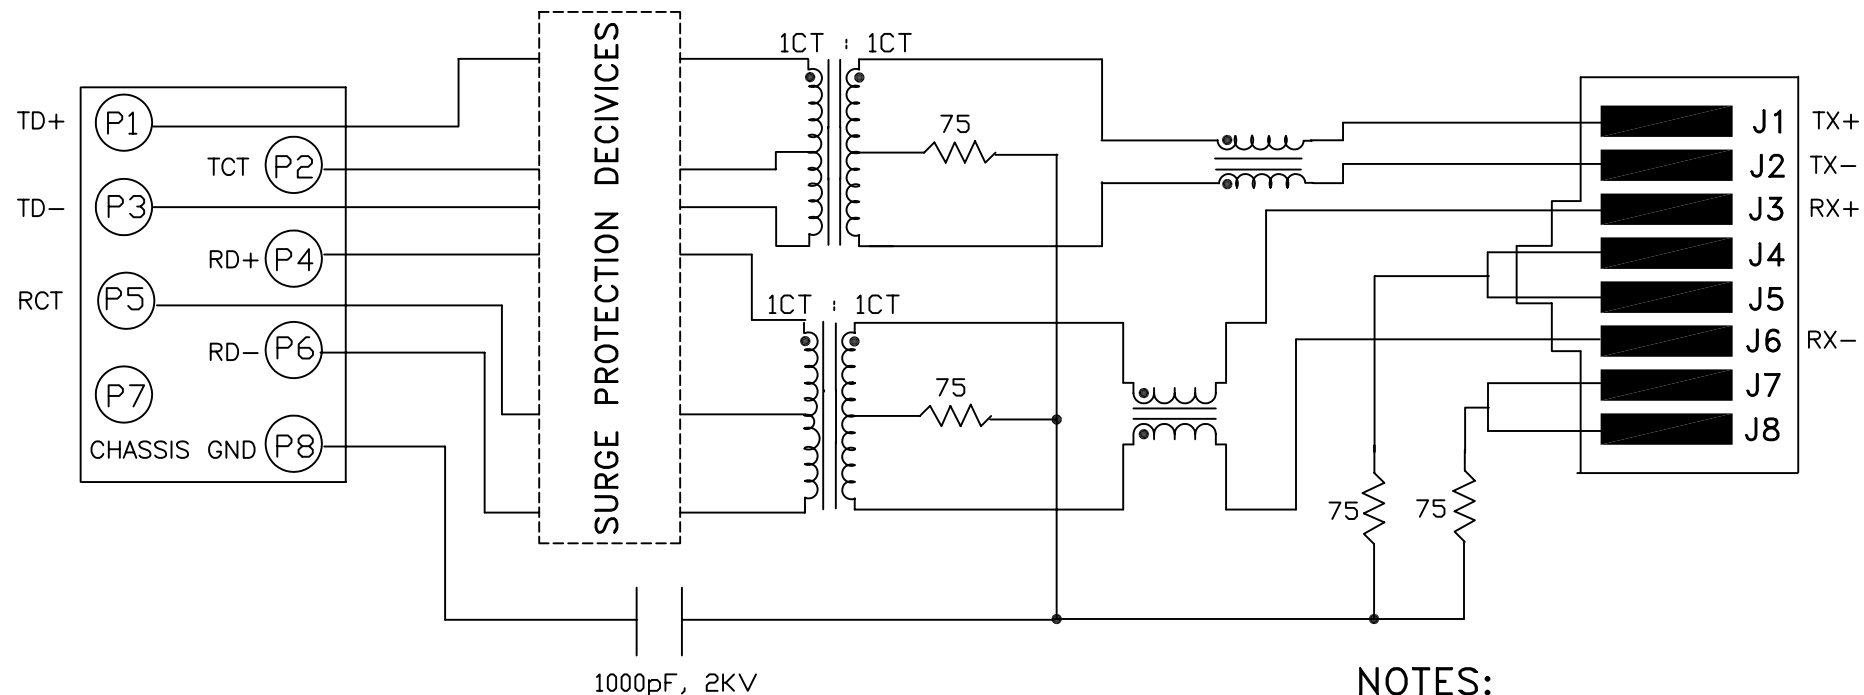 1CT : 1CT
TD+ P1
TCT P2
TD- P3
RD+ P4
RCT P5
RD- P6
P7
CHASSIS GND P8
SURGE PROTECTION DECIVICES
75
1CT : 1CT
75
J1 TX+
J2 TX-
J3 RX+
J4
J5
J6 RX-
J7
J8
75
75
1000pF, 2KV
NOTES: